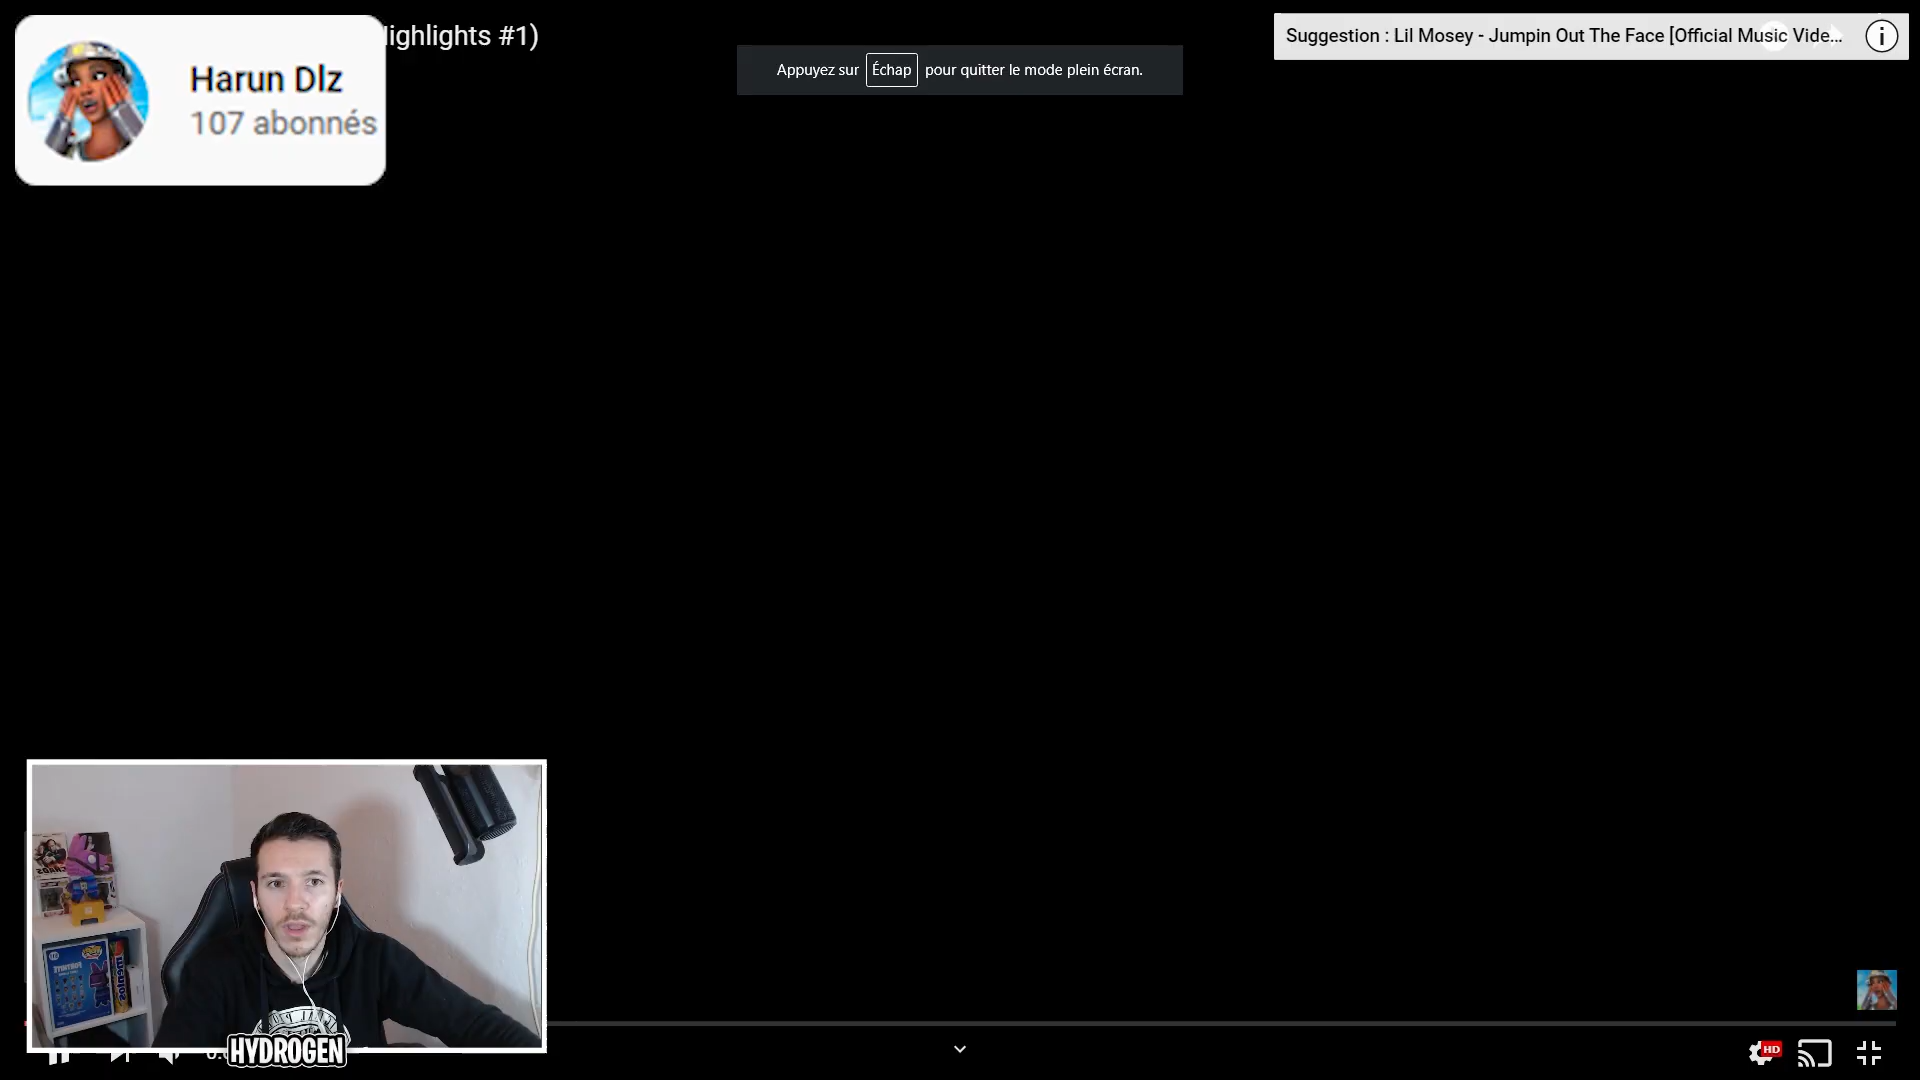 Highlights #1)
Harun Dlz
107 abonnés
Appuyez sur Échap pour quitter le mode plein écran.
Suggestion : Lil Mosey - Jumpin Out The Face [Official Music Vide...
HYDROGEN
HD